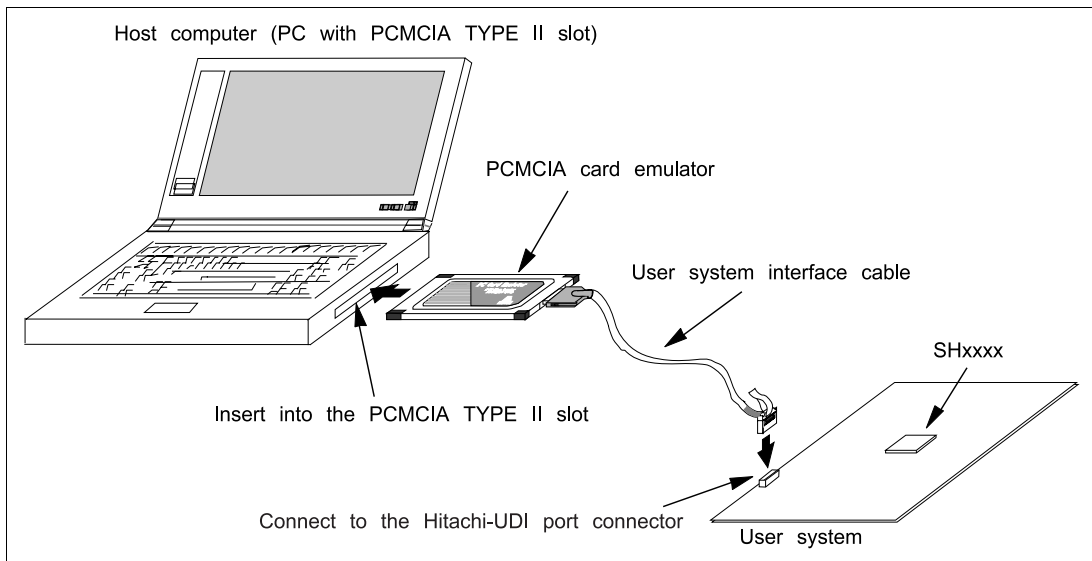 Host computer (PC with PCMCIA TYPE II slot)
PCMCIA card emulator
User system interface cable
SHxxxx
Insert into the PCMCIA TYPE II slot
Connect to the Hitachi-UDI port connector
User system